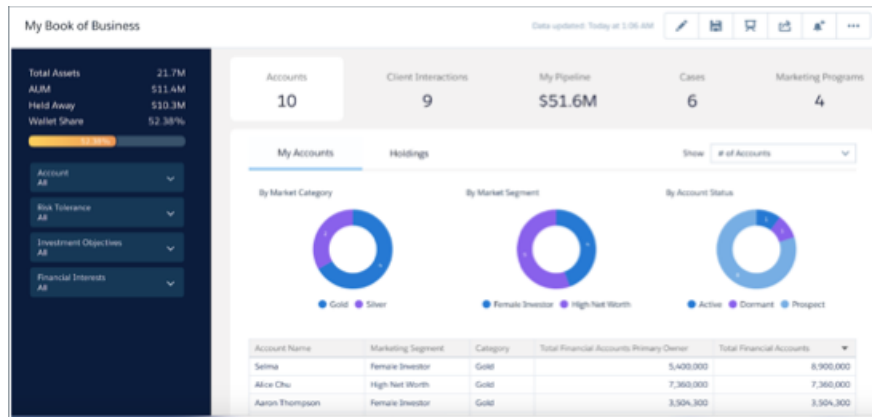 My Book of Business
Data updated: Today at 1:06 AM
Total Assets 21.7M
AUM $11.4M
Held Away $10.3M
Wallet Share 52.38%
52.38%
Account
All
Risk Tolerance
All
Investment Objectives
All
Financial Interests
All
Accounts
10
Client Interactions
9
My Pipeline
$51.6M
Cases
6
Marketing Programs
4
My Accounts Holdings Show # of Accounts
By Market Category
Gold Silver
By Market Segment
Female Investor High Net Worth
By Account Status
Active Dormant Prospect
Account Name Marketing Segment Category Total Financial Accounts Primary Owner Total Financial Accounts
Selma Female Investor Gold 5,400,000 8,900,000
Alice Chu High Net Worth Gold 7,360,000 7,360,000
Aaron Thompson Female Investor Gold 3,504,300 3,504,300